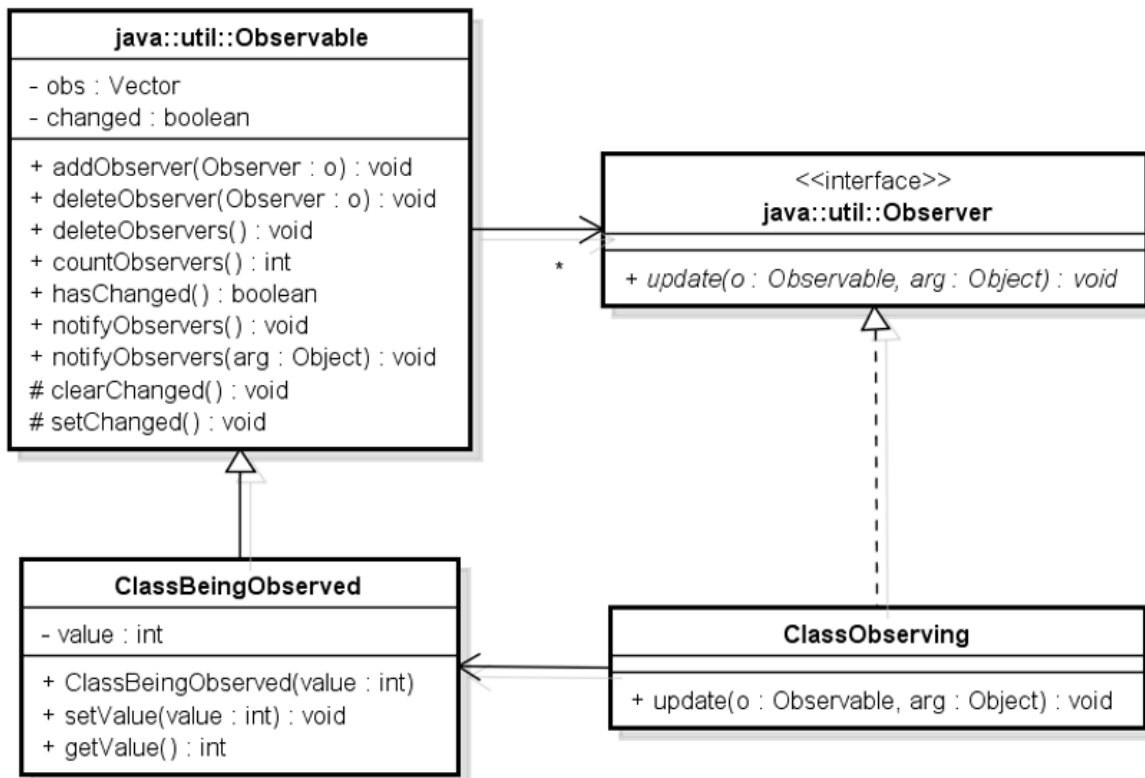 java::util::Observable
- obs : Vector
- changed : boolean
+ addObserver(Observer : o) : void
+ deleteObserver(Observer : o) : void
+ deleteObservers() : void
+ countObservers() : int
+ hasChanged() : boolean
+ notifyObservers() : void
+ notifyObservers(arg : Object) : void
# clearChanged() : void
# setChanged() : void
*
<<interface>>
java::util::Observer
+ update(o : Observable, arg : Object) : void
ClassBeingObserved
- value : int
+ ClassBeingObserved(value : int)
+ setValue(value : int) : void
+ getValue() : int
ClassObserving
+ update(o : Observable, arg : Object) : void